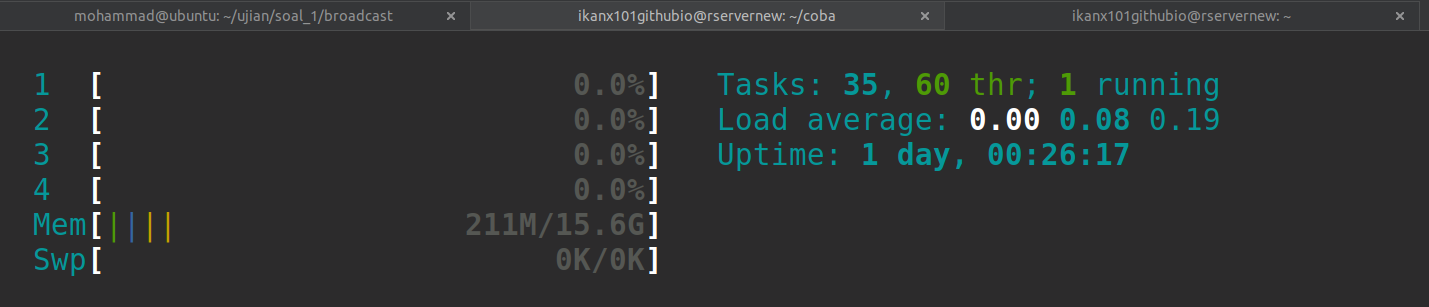 mohammad@ubuntu: ~/ujian/soal_1/broadcast × ikanx101githubio@rservernew: ~/coba × ikanx101githubio@rservernew: ~ ×
1 [ 0.0%] Tasks: 35, 60 thr; 1 running
2 [ 0.0%] Load average: 0.00 0.08 0.19
3 [ 0.0%] Uptime: 1 day, 00:26:17
4 [ 0.0%]
Mem[|||| 211M/15.6G]
Swp[ 0K/0K]